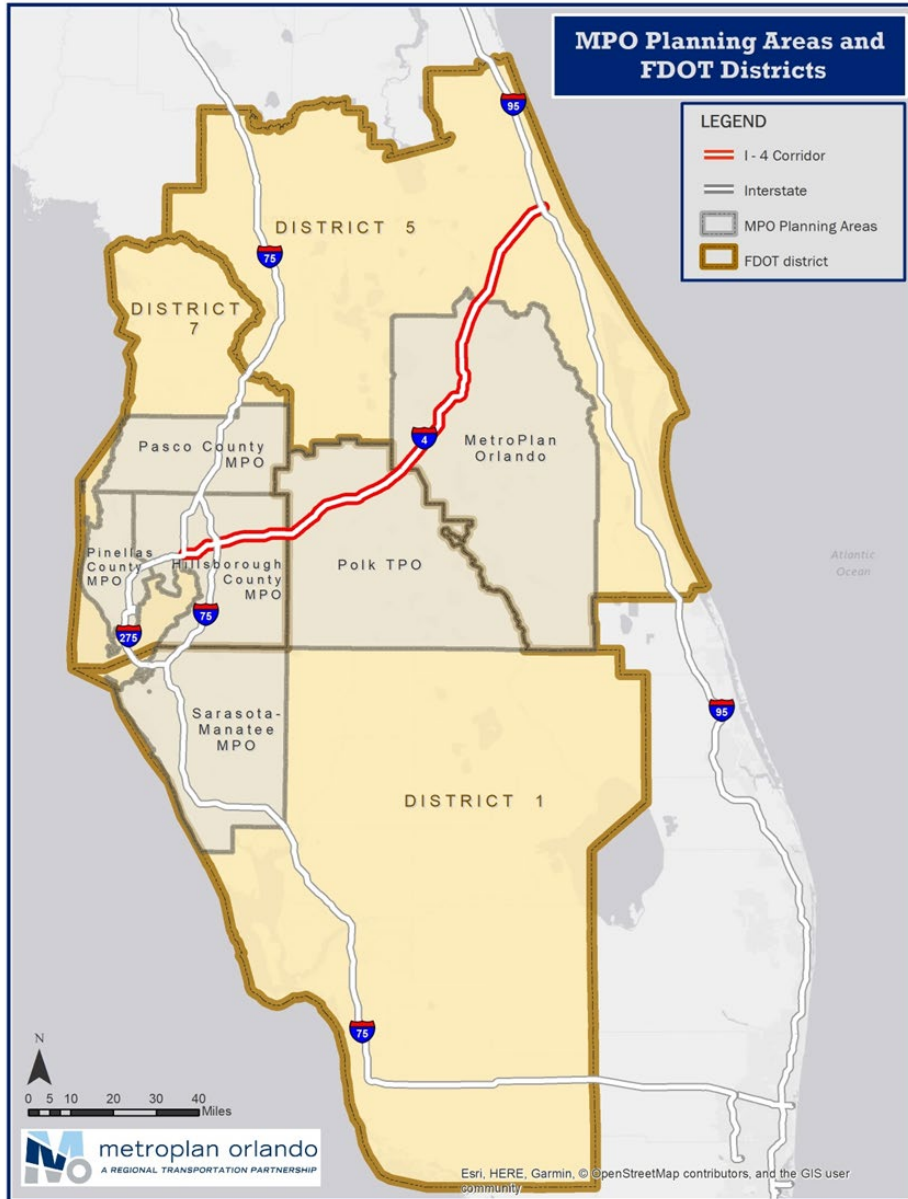 MPO Planning Areas and
FDOT Districts
LEGEND
I - 4 Corridor
Interstate
MPO Planning Areas
FDOT district
95
DISTRICT 5
75
DISTRICT
7
4
Pasco County
MPO
MetroPlan
Orlando
Pinellas
County
MPO
Hillsborough
County
MPO
Polk TPO
Atlantic
Ocean
75
275
95
Sarasota-
Manatee
MPO
DISTRICT 1
75
N
0 5 10 20 30 40
Miles
metroplan orlando
A REGIONAL TRANSPORTATION PARTNERSHIP
Esri, HERE, Garmin, © OpenStreetMap contributors, and the GIS user
community